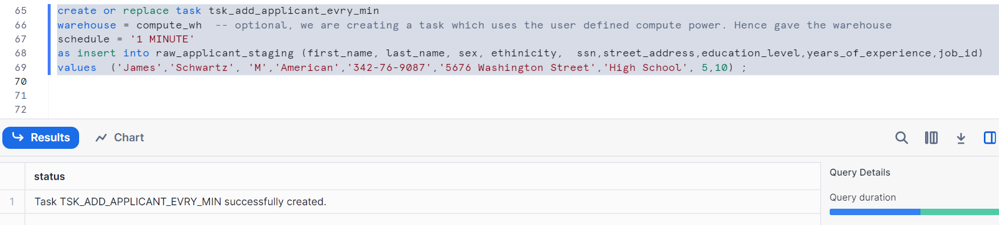 65 create or replace task tsk_add_applicant_evry_min
66 warehouse = compute_wh  -- optional, we are creating a task which uses the user defined compute power. Hence gave the warehouse
67 schedule = '1 MINUTE'
68 as insert into raw_applicant_staging (first_name, last_name, sex, ethinicity,  ssn,street_address,education_level,years_of_experience,job_id)
69 values  ('James','Schwartz', 'M','American','342-76-9087','5676 Washington Street','High School', 5,10) ;
70
71
72
Results Chart
status
1 Task TSK_ADD_APPLICANT_EVRY_MIN successfully created.
Query Details
Query duration